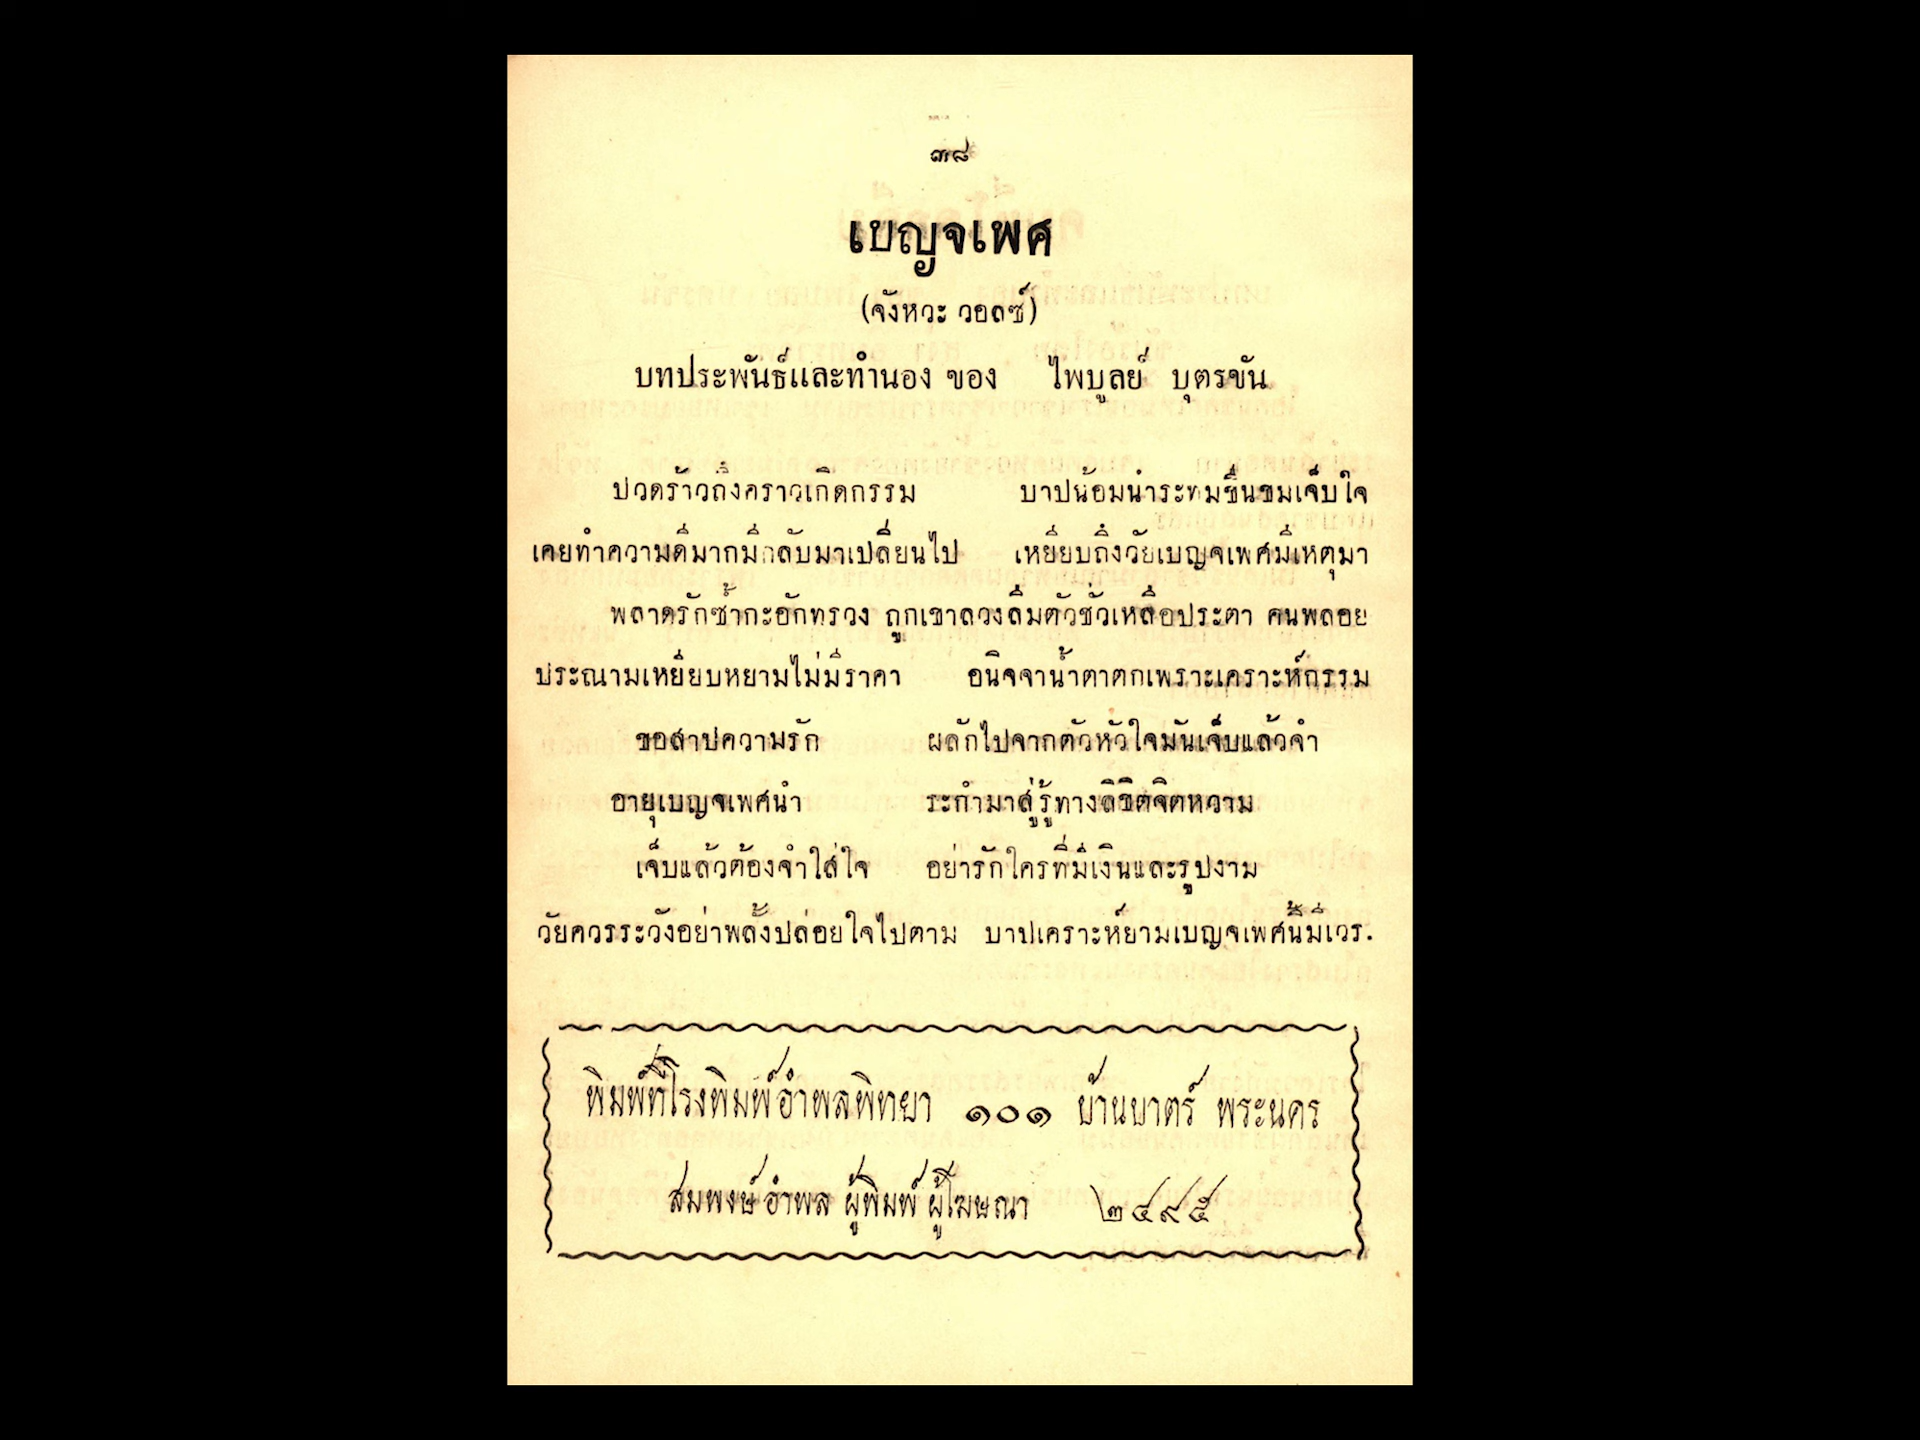 ๓๘
เบญจเพศ
(จังหวะ วอลซ์)
บทประพันธ์และทำนอง ของ ไพบูลย์ บุตรขัน
ปวดร้าวถึงคราวเกิดกรรม บาปน้อมนำระทมขื่นขมเจ็บใจ
เคยทำความดีมากมีกลับมาเปลี่ยนไป เหยียบถึงวัยเบญจเพศมีเหตุมา
พลาดรักซ้ำกะอักทรวง ถูกเขาลวงลืมตัวชั่วเหลือประดา คนพลอย
ประณามเหยียบหยามไม่มีราคา อนิจจาน้ำตาตกเพราะเคราะห์กรรม
ขอสาปความรัก ผลักไปจากตัวหัวใจมันเจ็บแล้วจำ
อายุเบญจเพศนำ ระกำมาสู่รู้ทางลิขิตจิตหวาม
เจ็บแล้วต้องจำใส่ใจ อย่ารักใครที่มีเงินและรูปงาม
วัยควรระวังอย่าพลั้งปล่อยใจไปตาม บาปเคราะห์ยามเบญจเพศนี้มีเวร.
พิมพ์ที่โรงพิมพ์อำพลพิทยา ๑๐๑ บ้านบาตร์ พระนคร
สมพงษ์ อำพล ผู้พิมพ์ ผู้โฆษณา ๒๔๙๕